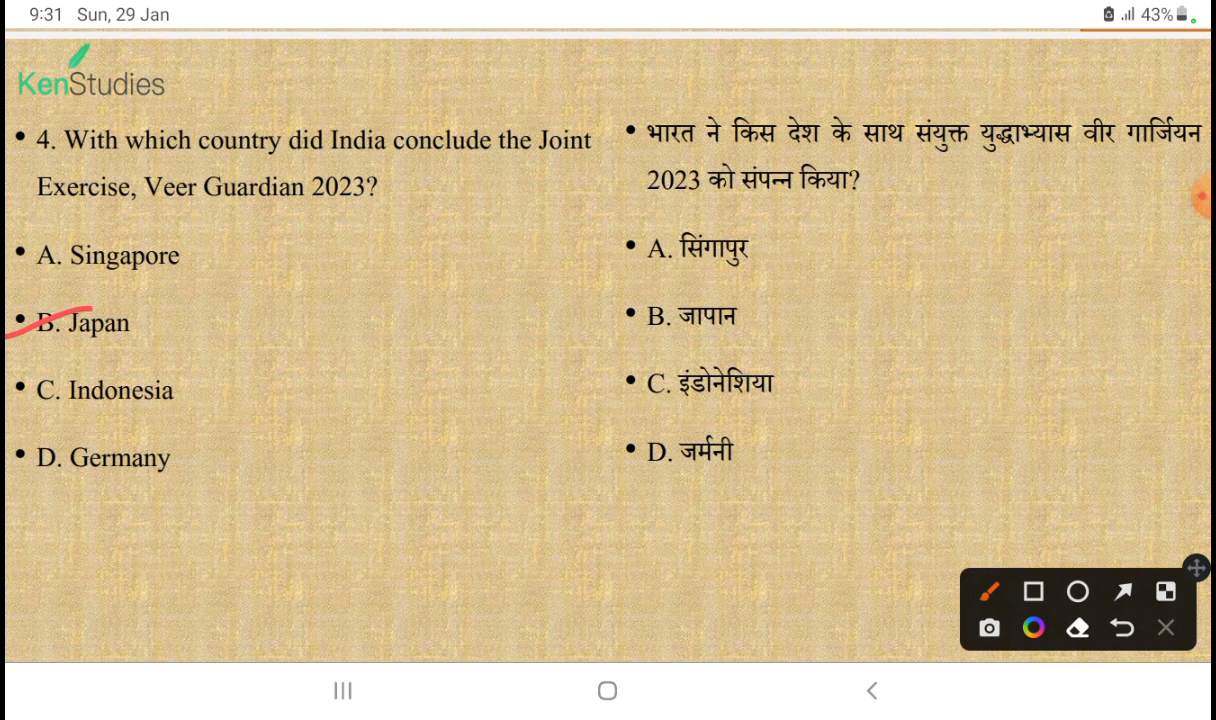 9:31 Sun, 29 Jan
43%
KenStudies
• 4. With which country did India conclude the Joint
Exercise, Veer Guardian 2023?
• A. Singapore
• B. Japan
• C. Indonesia
• D. Germany
• भारत ने किस देश के साथ संयुक्त युद्धाभ्यास वीर गार्जियन
2023 को संपन्न किया?
• A. सिंगापुर
• B. जापान
• C. इंडोनेशिया
• D. जर्मनी